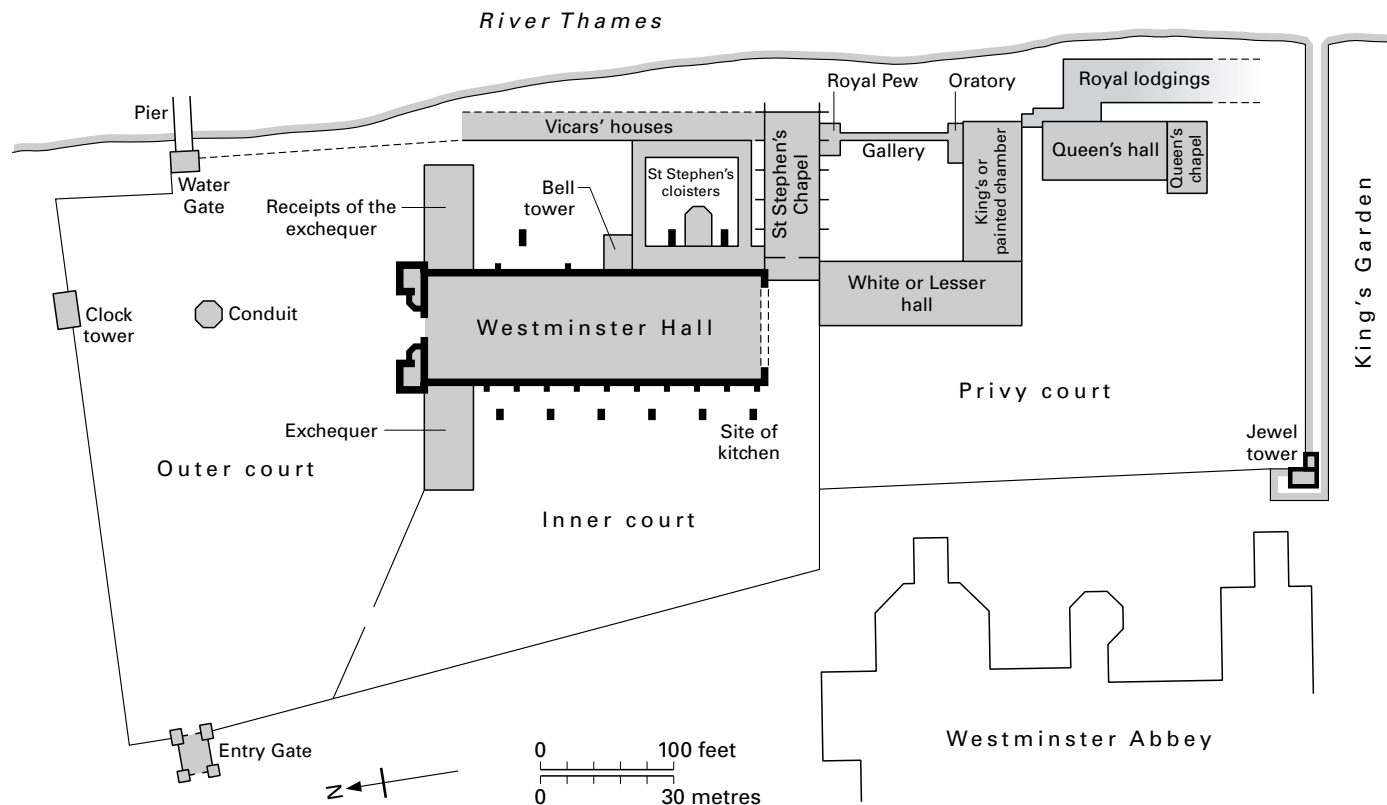 River Thames
Royal Pew
Oratory
Royal lodgings
Pier
Vicars' houses
St Stephen's
Chapel
Gallery
King's or
painted chamber
Queen's hall
Queen's
chapel
Water
Gate
Receipts of the
exchequer
Bell
tower
St Stephen's
cloisters
King's Garden
White or Lesser
hall
Clock
tower
Conduit
Westminster Hall
Privy court
Exchequer
Site of
kitchen
Jewel
tower
Outer court
Inner court
Entry Gate
N
0
100 feet
0
30 metres
Westminster Abbey